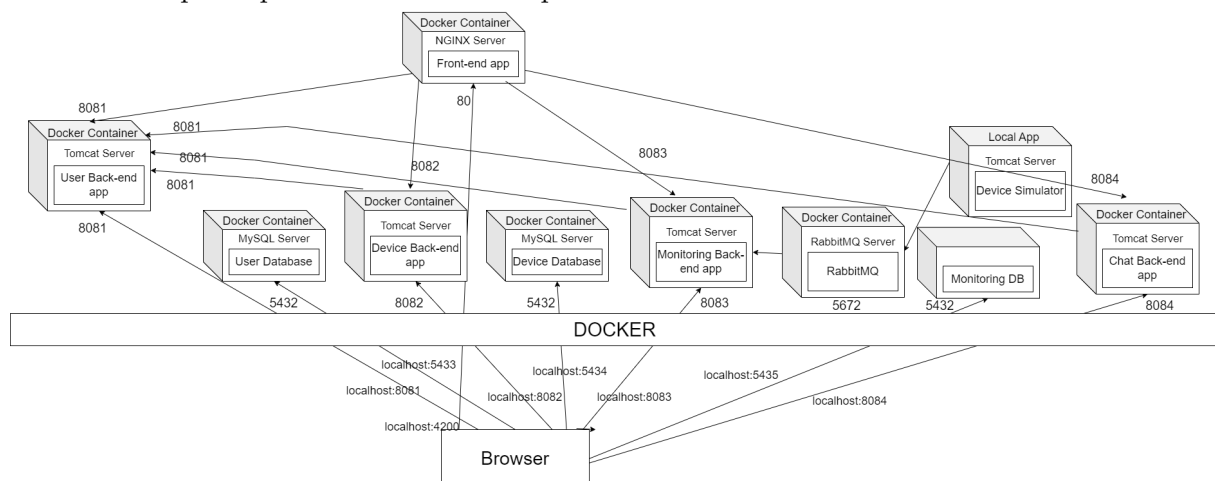 Docker Container
NGINX Server
Front-end app
8081
80
8081
8081
8083
8082
8081
8084
Docker Container
Tomcat Server
User Back-end
app
8081
Docker Container
MySQL Server
User Database
5432
Docker Container
Tomcat Server
Device Back-end
app
8082
Docker Container
MySQL Server
Device Database
5432
Docker Container
Tomcat Server
Monitoring Back-
end app
8083
Docker Container
RabbitMQ Server
RabbitMQ
5672
Local App
Tomcat Server
Device Simulator
Monitoring DB
5432
Docker Container
Tomcat Server
Chat Back-end
app
8084
DOCKER
localhost:5433
localhost:8081
localhost:4200
localhost:8082
localhost:5434
localhost:8083
localhost:5435
localhost:8084
Browser